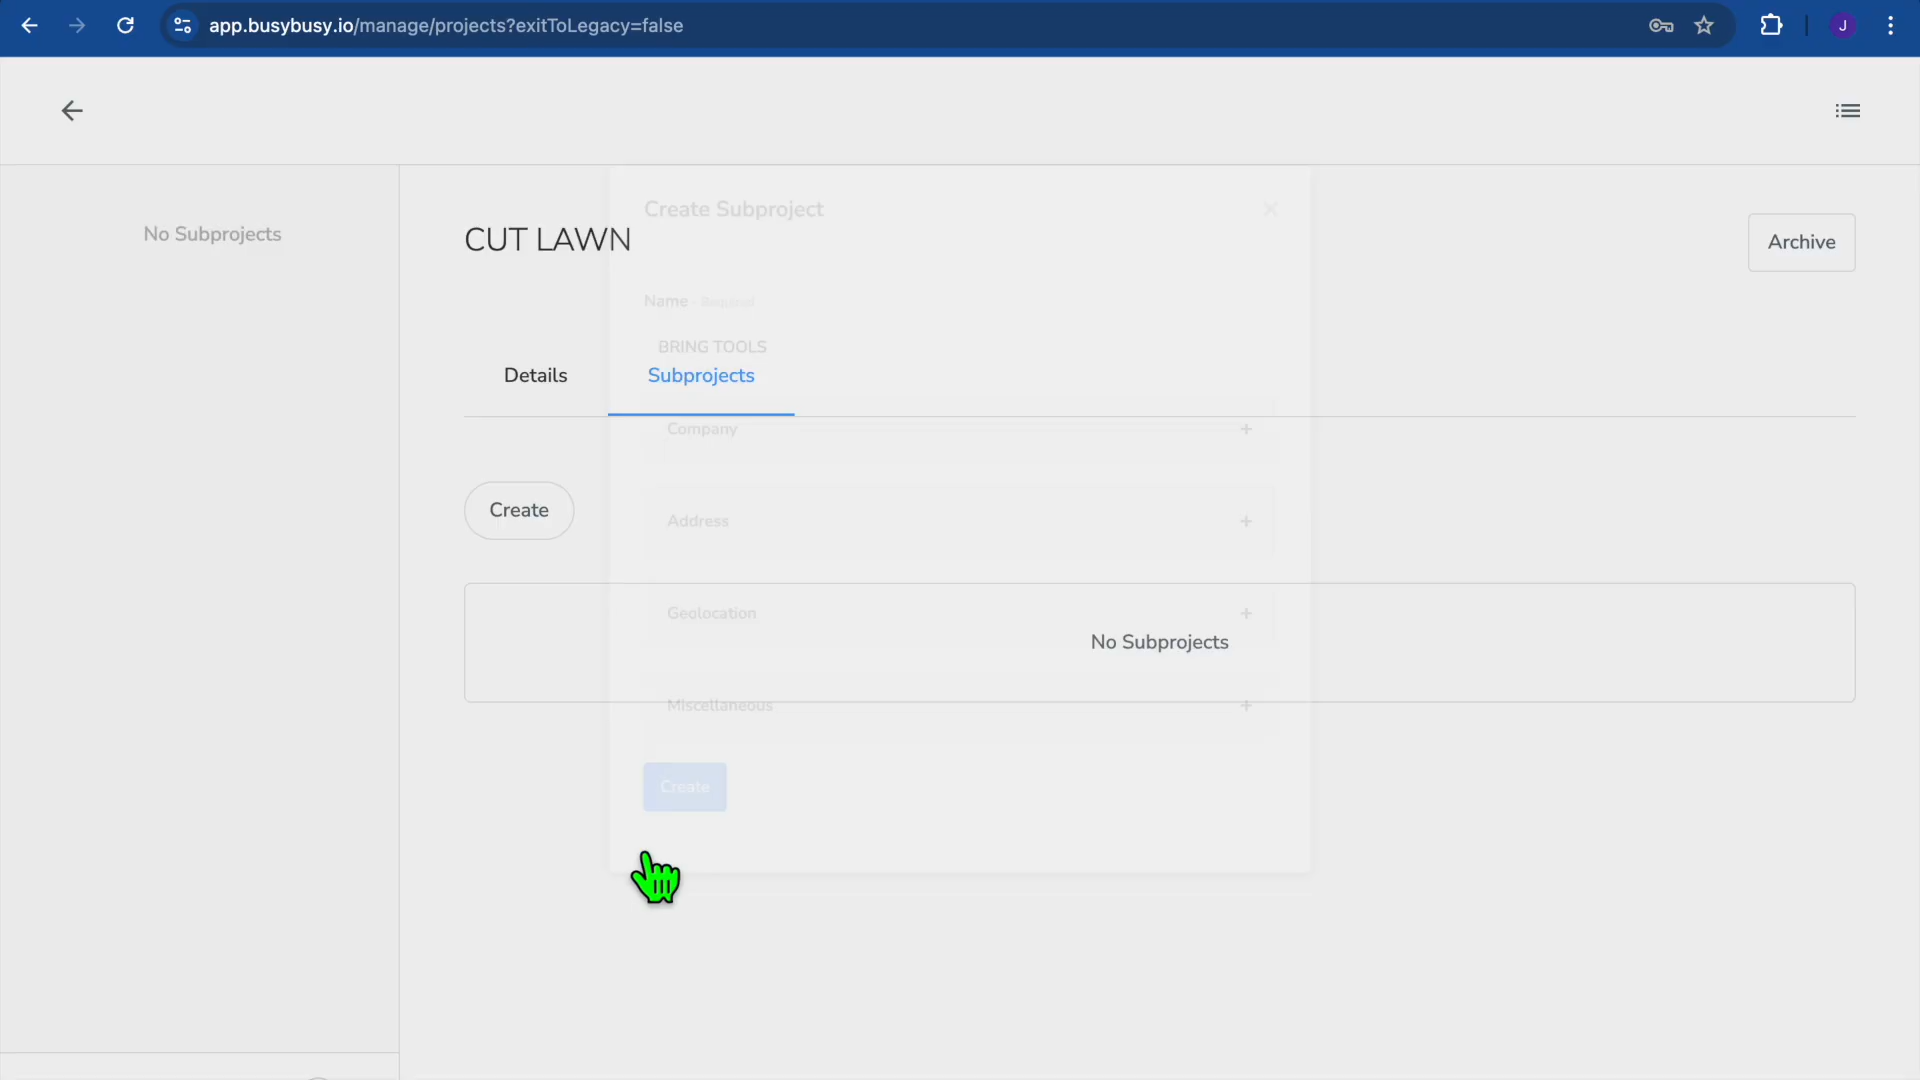 app.busybusy.io/manage/projects?exitToLegacy=false
J
No Subprojects
CUT LAWN
Archive
Create Subproject
Name - Required
BRING TOOLS
Details
Subprojects
Company
Create
Address
Geolocation
No Subprojects
Miscellaneous
Create